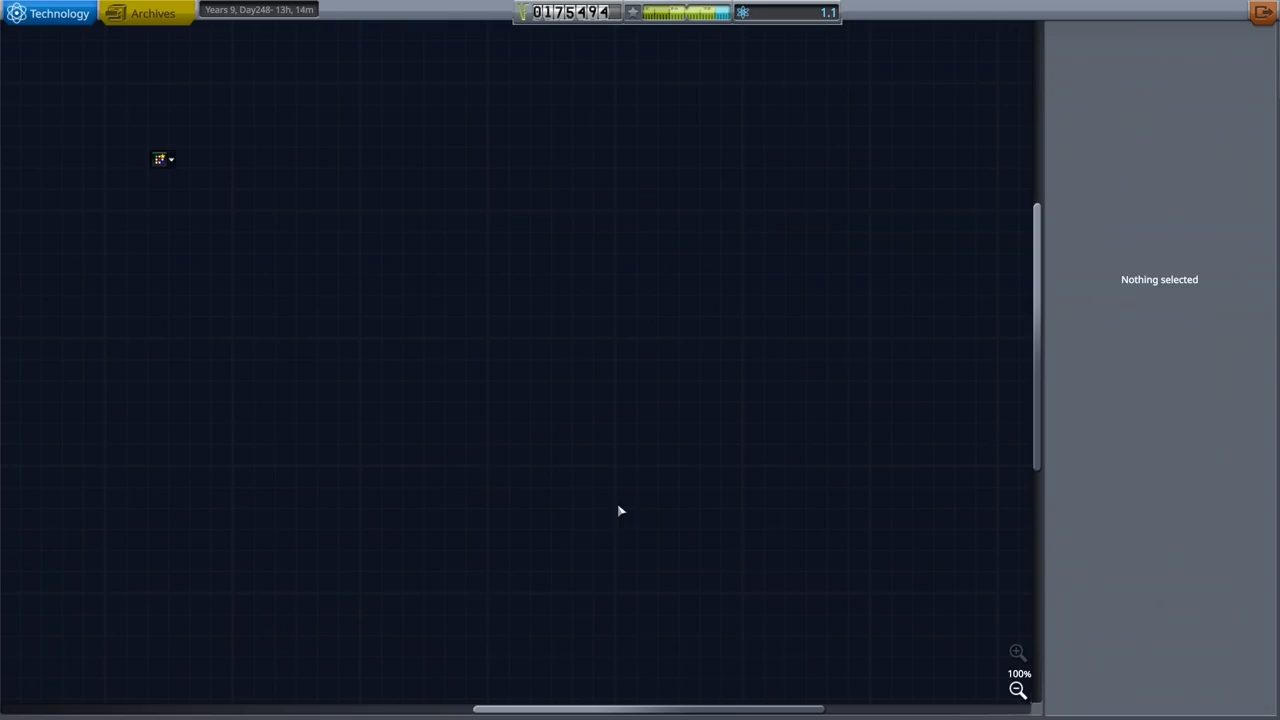 Technology
Archives
Years 9, Day248- 13h, 14m
0175494
1.1
Nothing selected
100%